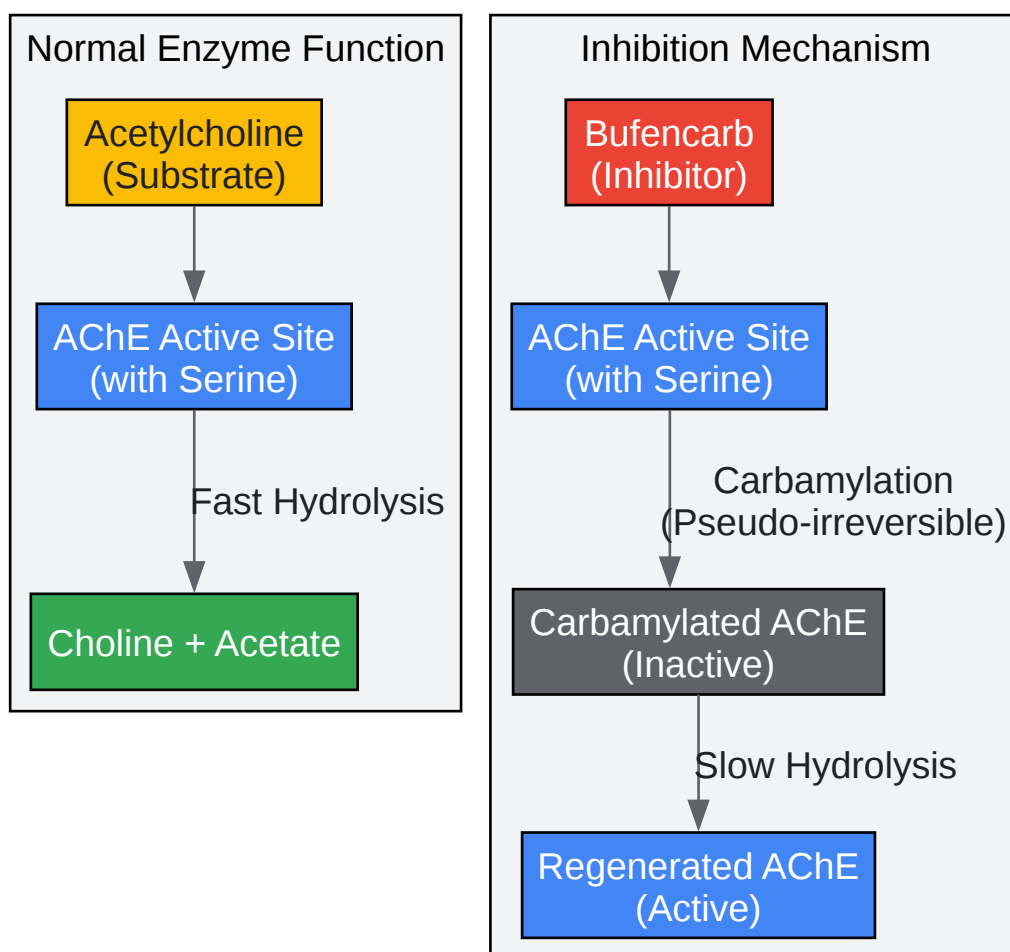 Normal Enzyme Function
Acetylcholine
(Substrate)
AChE Active Site
(with Serine)
Fast Hydrolysis
Choline + Acetate
Inhibition Mechanism
Bufencarb
(Inhibitor)
AChE Active Site
(with Serine)
Carbamylation
(Pseudo-irreversible)
Carbamylated AChE
(Inactive)
Slow Hydrolysis
Regenerated AChE
(Active)